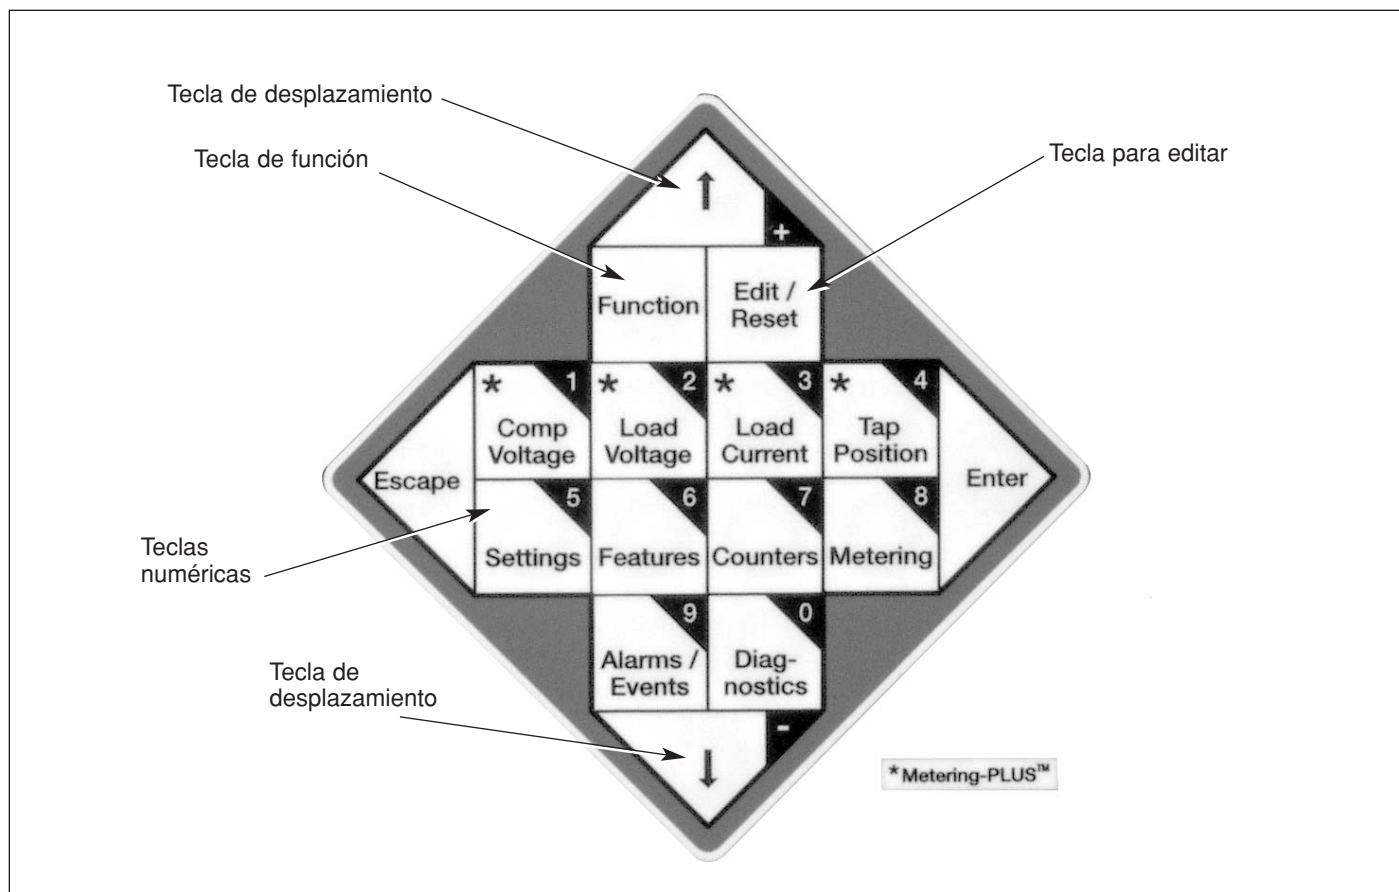 Tecla de desplazamiento
Tecla de función
Tecla para editar
↑
+
Function
Edit /
Reset
* 1
Comp
Voltage
* 2
Load
Voltage
* 3
Load
Current
* 4
Tap
Position
Escape
Enter
5
Settings
6
Features
7
Counters
8
Metering
Teclas
numéricas
9
Alarms /
Events
0
Diag-
nostics
Tecla de
desplazamiento
-
↓
*Metering-PLUS™